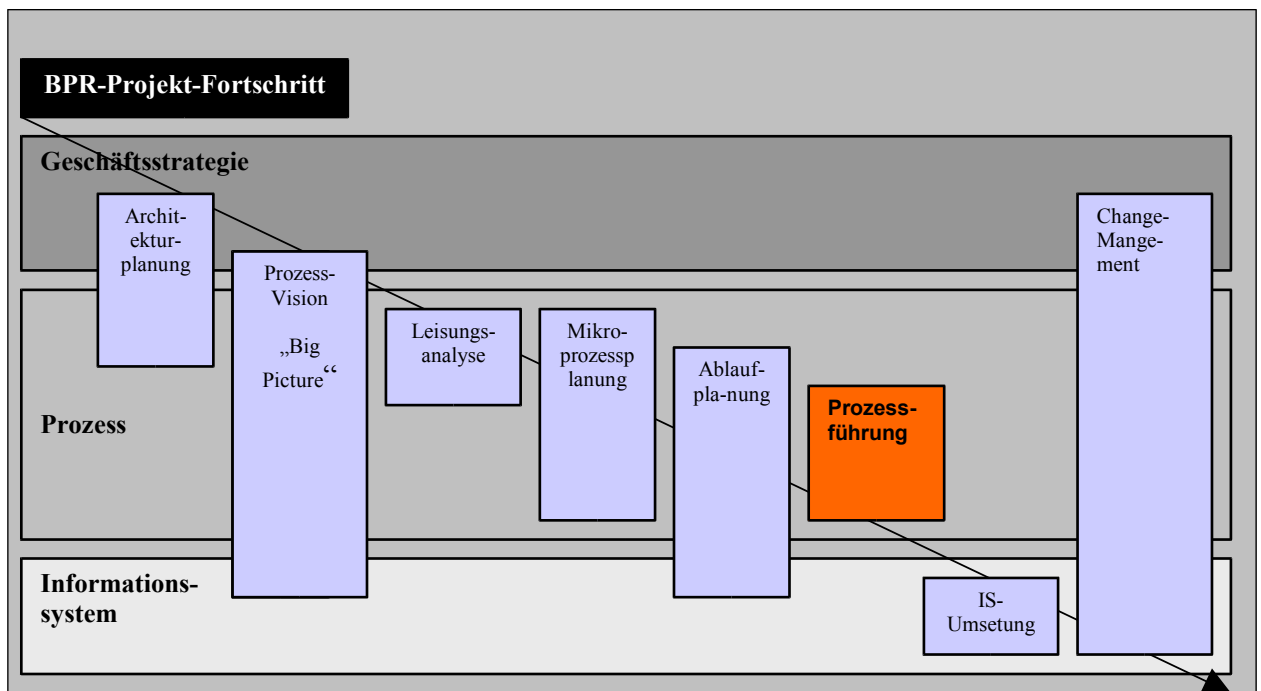 BPR-Projekt-Fortschritt
Geschäftsstrategie
Archit-
ektur-
planung
Prozess-
Vision
„Big
Picture“
Leisungs-
analyse
Mikro-
prozessp
lanung
Ablauf-
pla-nung
Prozess-
führung
Change-
Mange-
ment
Prozess
Informations-
system
IS-
Umsetung